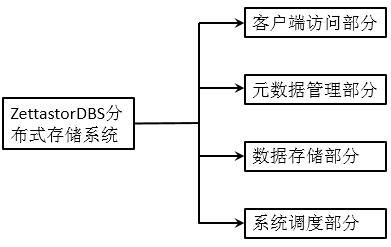 客户端访问部分
元数据管理部分
ZettastorDBS分
布式存储系统
数据存储部分
系统调度部分